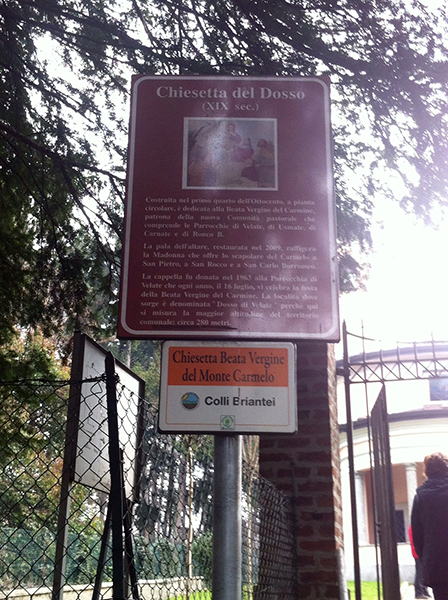 Chiesetta del Dosso
(XIX sec.)
Costruita nel primo quarto dell'Ottocento, a pianta
circolare, è dedicata alla Beata Vergine del Carmine,
patrona della nuova Comunità pastorale che
comprende le Parrocchie di Velate, di Usmate, di
Carnate e di Ronco B.
La pala dell'altare, restaurata nel 2009, raffigura
la Madonna che offre lo scapolare del Carmelo a
San Pietro, a San Rocco e a San Carlo Borromeo.
La cappella fu donata nel 1963 alla Parrocchia di
Velate che ogni anno, il 16 luglio, vi celebra la festa
della Beata Vergine del Carmine. La località dove
sorge è denominata "Dosso di Velate" perché qui
si misura la maggior altitudine del territorio
comunale: circa 280 metri.
Chiesetta Beata Vergine
del Monte Carmelo
Colli Briantei